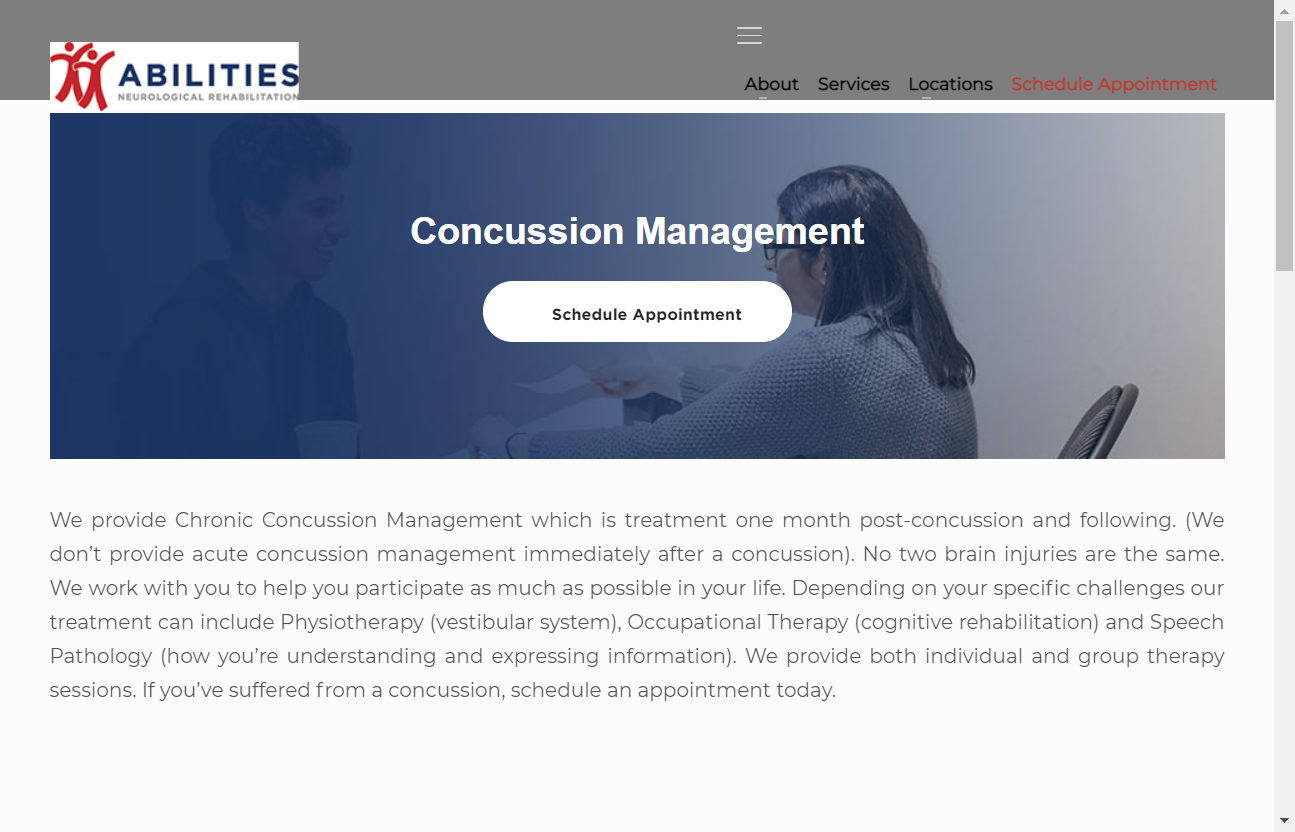 ABILITIES
NEUROLOGICAL REHABILITATION
About Services Locations Schedule Appointment
Concussion Management
Schedule Appointment
We provide Chronic Concussion Management which is treatment one month post-concussion and following. (We
don’t provide acute concussion management immediately after a concussion). No two brain injuries are the same.
We work with you to help you participate as much as possible in your life. Depending on your specific challenges our
treatment can include Physiotherapy (vestibular system), Occupational Therapy (cognitive rehabilitation) and Speech
Pathology (how you’re understanding and expressing information). We provide both individual and group therapy
sessions. If you’ve suffered from a concussion, schedule an appointment today.